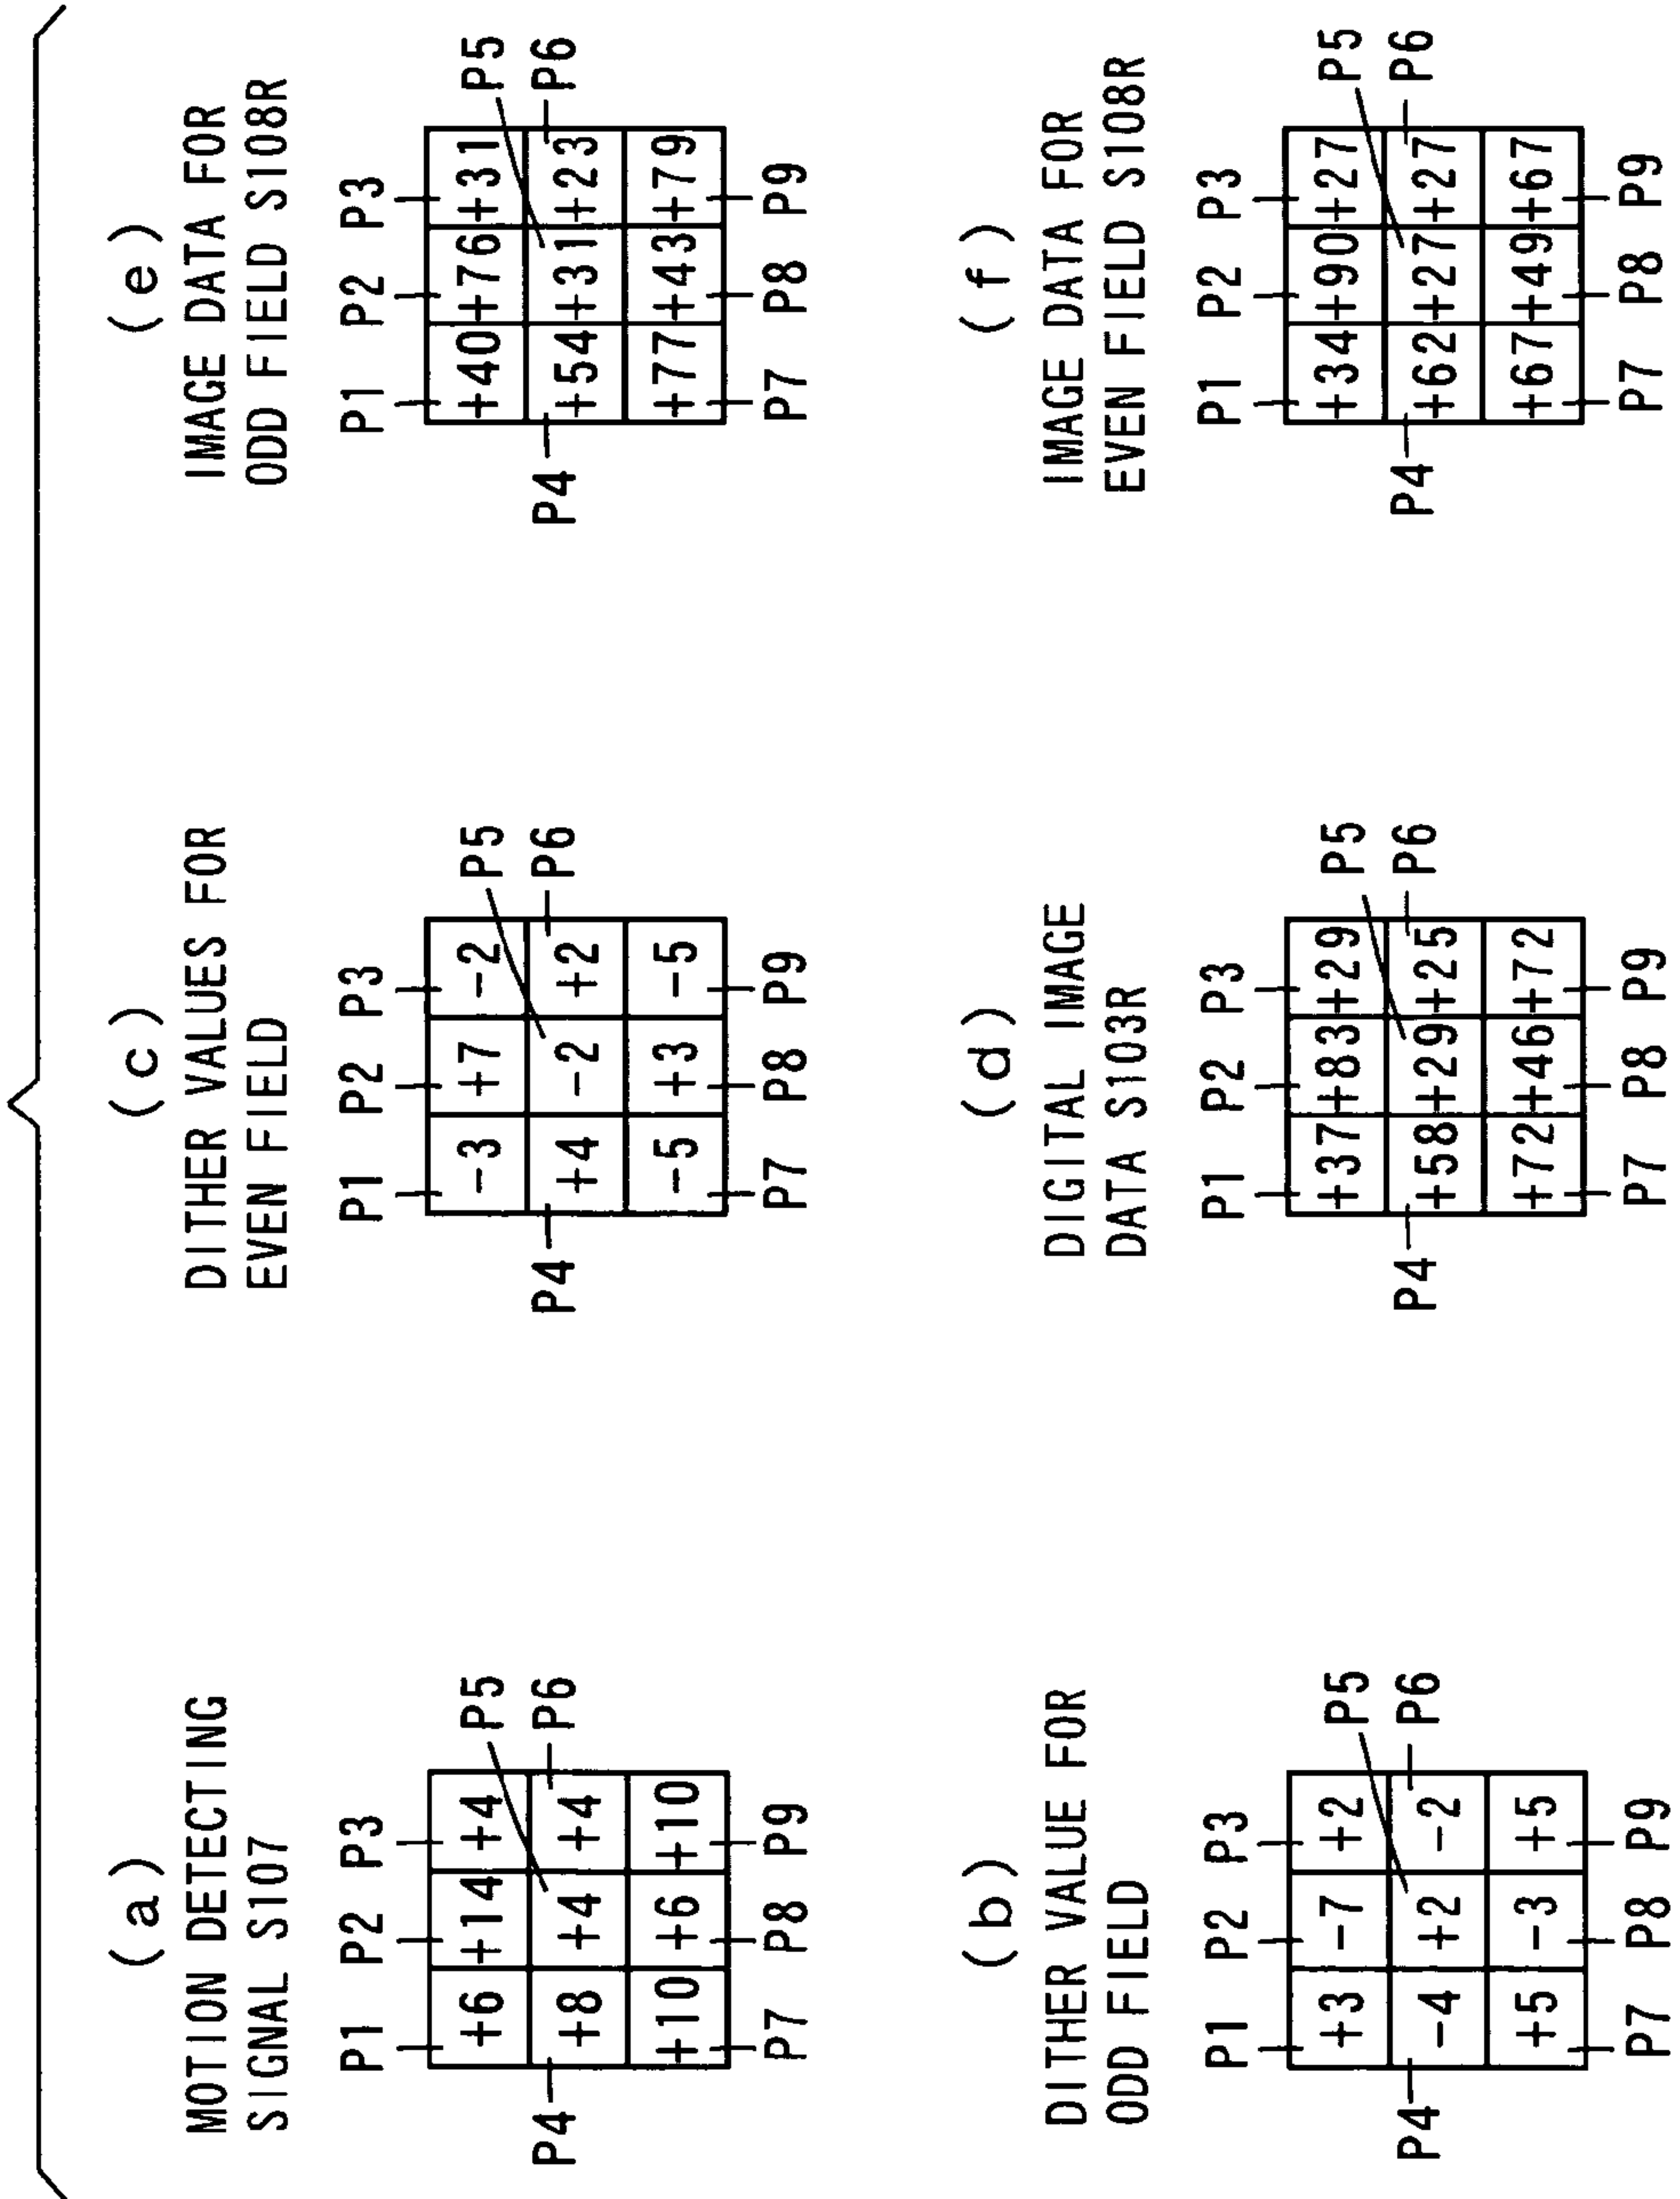 (a)
MOTION DETECTING
SIGNAL S107
P1 P2 P3
+6 +14 +4 P5
P4 +8 +4 +4 P6
+10 +6 +10
P7 P8 P9
(b)
DITHER VALUE FOR
ODD FIELD
P1 P2 P3
+3 -7 +2 P5
P4 -4 +2 -2 P6
+5 -3 +5
P7 P8 P9
(c)
DITHER VALUES FOR
EVEN FIELD
P1 P2 P3
-3 +7 -2 P5
P4 +4 -2 +2 P6
-5 +3 -5
P7 P8 P9
(d)
DIGITAL IMAGE
DATA S103R
P1 P2 P3
+37 +83 +29 P5
P4 +58 +29 +25 P6
+72 +46 +72
P7 P8 P9
(e)
IMAGE DATA FOR
ODD FIELD S108R
P1 P2 P3
+40 +76 +31 P5
P4 +54 +31 +23 P6
+77 +43 +79
P7 P8 P9
(f)
IMAGE DATA FOR
EVEN FIELD S108R
P1 P2 P3
+34 +90 +27 P5
P4 +62 +27 +27 P6
+67 +49 +67
P7 P8 P9